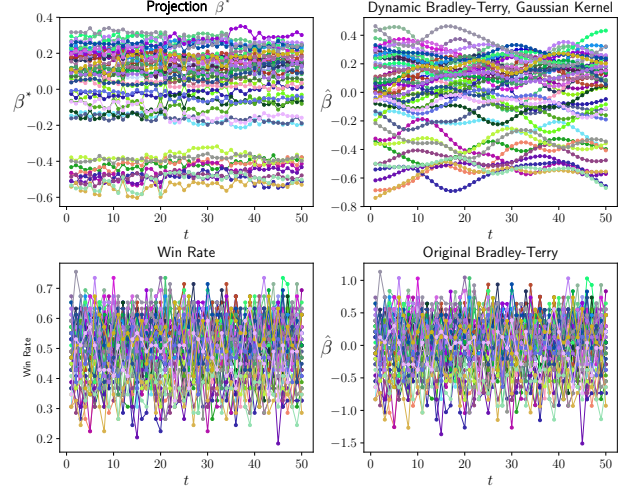 Projection β*
Dynamic Bradley-Terry, Gaussian Kernel
0.4
0.2
0.0
−0.2
−0.4
−0.6
β*
0 10 20 30 40 50
t
0.4
0.2
0.0
−0.2
−0.4
−0.6
−0.8
β̂
0 10 20 30 40 50
t
Win Rate
Original Bradley-Terry
0.7
0.6
0.5
0.4
0.3
0.2
Win Rate
0 10 20 30 40 50
t
1.0
0.5
0.0
−0.5
−1.0
−1.5
β̂
0 10 20 30 40 50
t